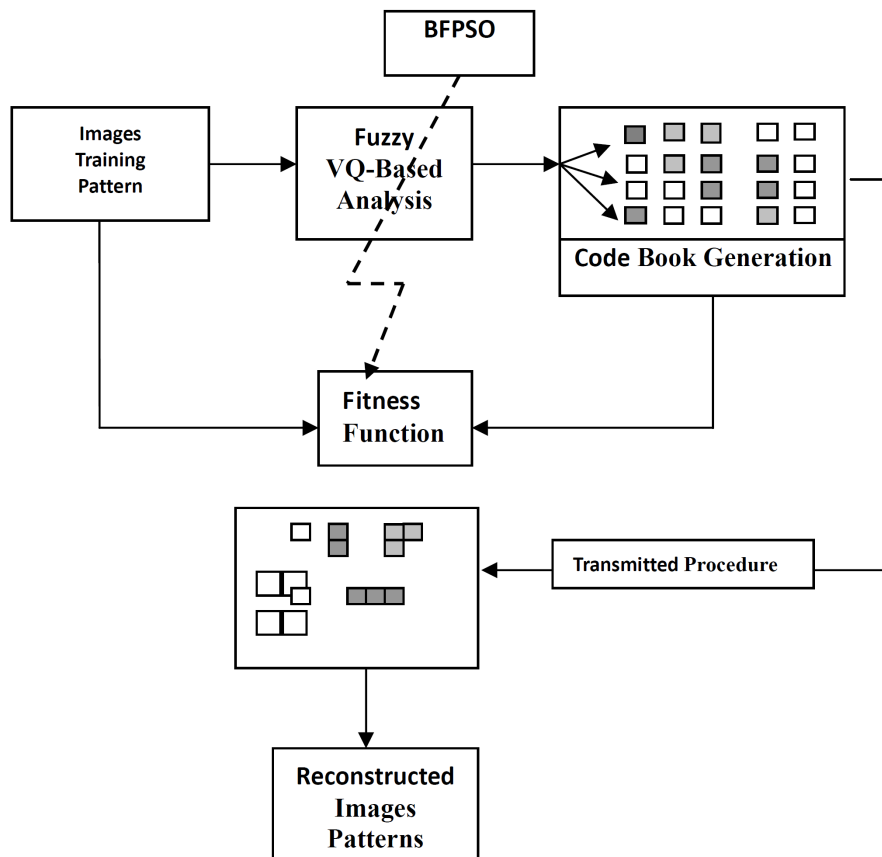 BFPSO
Images
Training
Pattern
Fuzzy
VQ-Based
Analysis
Code Book Generation
Fitness
Function
Transmitted Procedure
Reconstructed
Images
Patterns